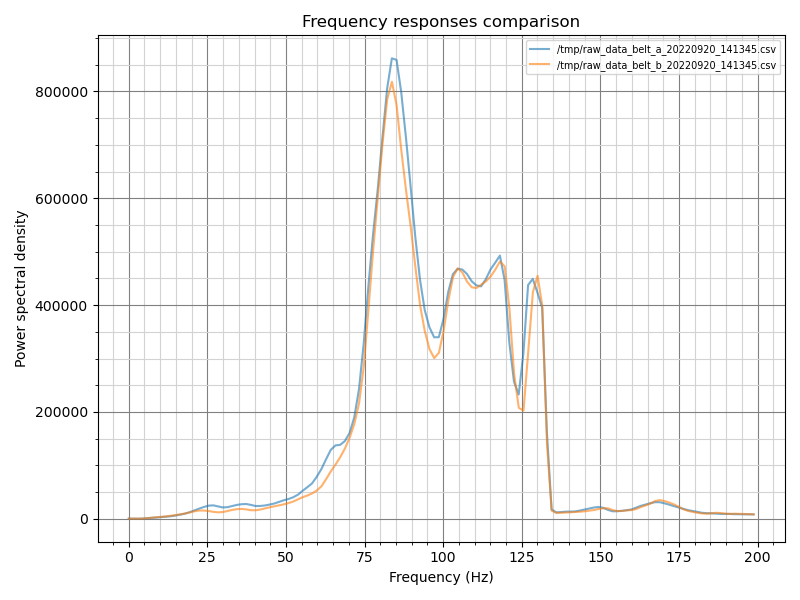 Frequency responses comparison
/tmp/raw_data_belt_a_20220920_141345.csv
/tmp/raw_data_belt_b_20220920_141345.csv
Power spectral density
800000
600000
400000
200000
0
0 25 50 75 100 125 150 175 200
Frequency (Hz)